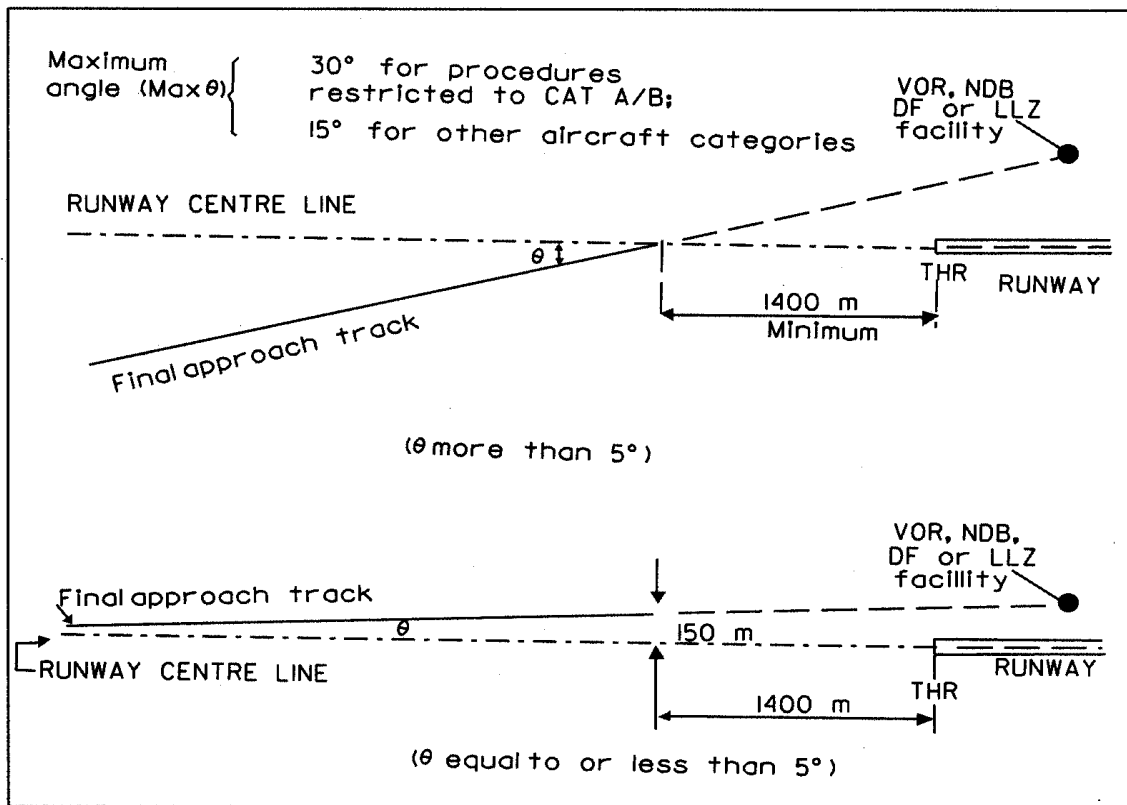 Maximum
angle (Max θ)
30° for procedures
restricted to CAT A/B;
15° for other aircraft categories
VOR, NDB
DF or LLZ
facility
RUNWAY CENTRE LINE
θ
THR
RUNWAY
1400 m
Minimum
Final approach track
(θ more than 5°)
VOR, NDB,
DF or LLZ
facillity
Final approach track
θ
150 m
RUNWAY CENTRE LINE
RUNWAY
THR
1400 m
(θ equal to or less than 5°)